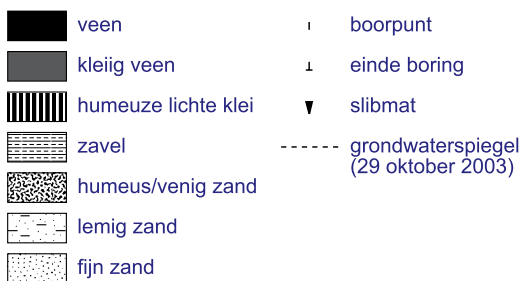 veen
kleiig veen
humeuze lichte klei
zavel
humeus/venig zand
lemig zand
fijn zand
boorpunt
einde boring
slibmat
grondwaterspiegel
(29 oktober 2003)